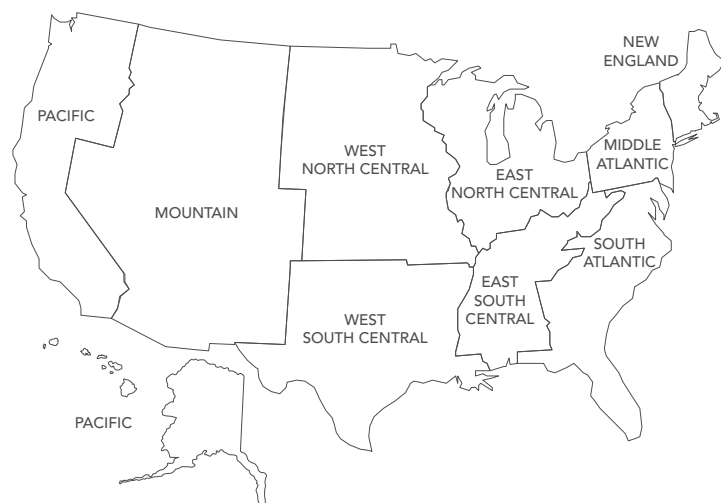 NEW
ENGLAND
PACIFIC
MIDDLE
ATLANTIC
WEST
NORTH CENTRAL
EAST
NORTH CENTRAL
MOUNTAIN
SOUTH
ATLANTIC
EAST
SOUTH
CENTRAL
WEST
SOUTH CENTRAL
PACIFIC